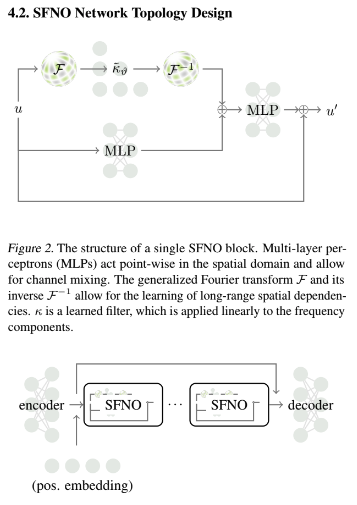 4.2. SFNO Network Topology Design
F κ̃ϑ F−1
u MLP u′
MLP
Figure 2. The structure of a single SFNO block. Multi-layer per-
ceptrons (MLPs) act point-wise in the spatial domain and allow
for channel mixing. The generalized Fourier transform F and its
inverse F−1 allow for the learning of long-range spatial dependen-
cies. κ is a learned filter, which is applied linearly to the frequency
components.
encoder SFNO ··· SFNO decoder
(pos. embedding)